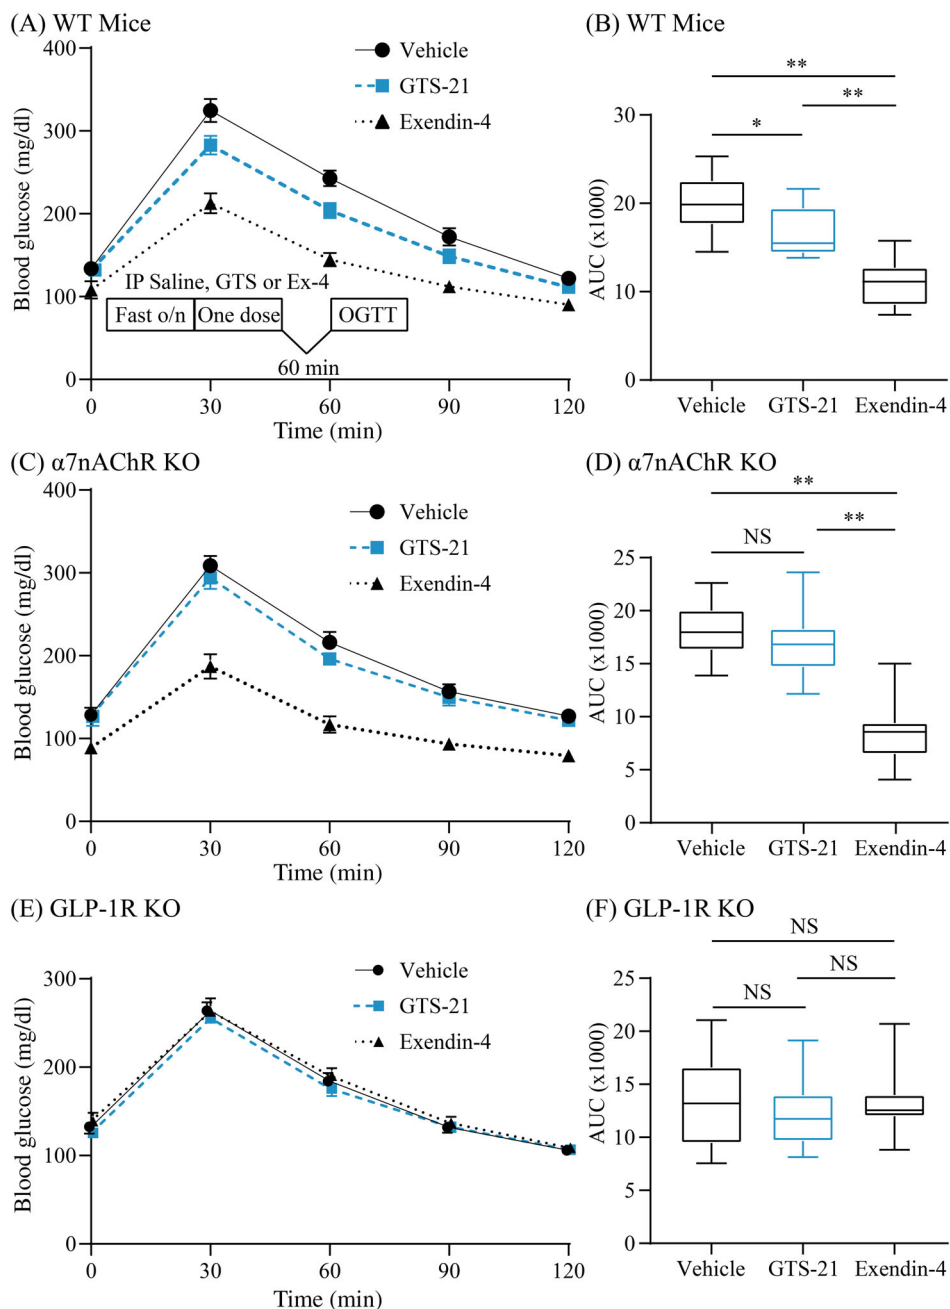 (A) WT Mice
400
300
200
100
0
Blood glucose (mg/dl)
Vehicle
GTS-21
Exendin-4
IP Saline, GTS or Ex-4
Fast o/n
One dose
OGTT
60 min
0 30 60 90 120
Time (min)
(B) WT Mice
**
**
*
30
20
10
0
AUC (x1000)
Vehicle GTS-21 Exendin-4
(C) α7nAChR KO
400
300
200
100
0
Blood glucose (mg/dl)
Vehicle
GTS-21
Exendin-4
0 30 60 90 120
Time (min)
(D) α7nAChR KO
**
**
NS
25
20
15
10
5
0
AUC (x1000)
Vehicle GTS-21 Exendin-4
(E) GLP-1R KO
300
200
100
0
Blood glucose (mg/dl)
Vehicle
GTS-21
Exendin-4
0 30 60 90 120
Time (min)
(F) GLP-1R KO
NS
NS
NS
25
20
15
10
5
0
AUC (x1000)
Vehicle GTS-21 Exendin-4